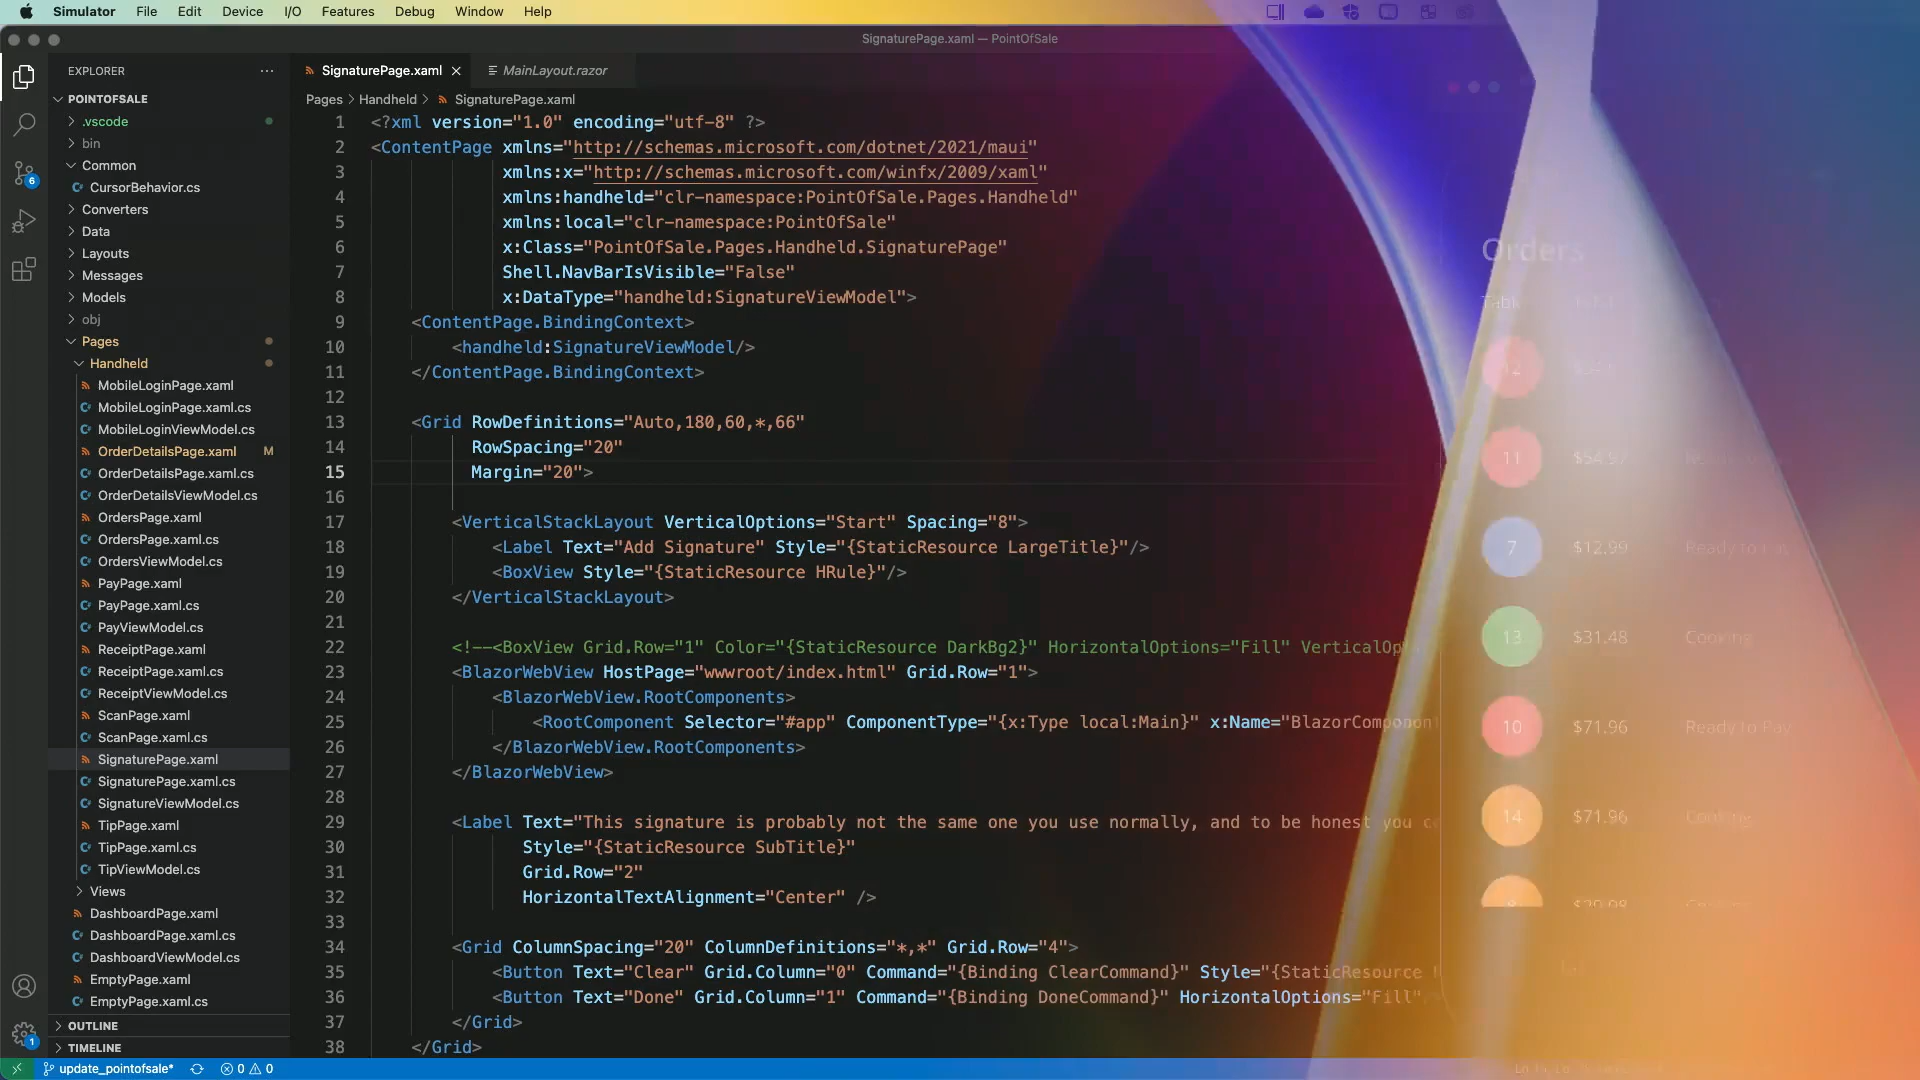 Simulator File Edit Device I/O Features Debug Window Help
SignaturePage.xaml — PointOfSale
EXPLORER
POINTOFSALE
.vscode
bin
Common
CursorBehavior.cs
Converters
Data
Layouts
Messages
Models
obj
Pages
Handheld
MobileLoginPage.xaml
MobileLoginPage.xaml.cs
MobileLoginViewModel.cs
OrderDetailsPage.xaml M
OrderDetailsPage.xaml.cs
OrderDetailsViewModel.cs
OrdersPage.xaml
OrdersPage.xaml.cs
OrdersViewModel.cs
PayPage.xaml
PayPage.xaml.cs
PayViewModel.cs
ReceiptPage.xaml
ReceiptPage.xaml.cs
ReceiptViewModel.cs
ScanPage.xaml
ScanPage.xaml.cs
SignaturePage.xaml
SignaturePage.xaml.cs
SignatureViewModel.cs
TipPage.xaml
TipPage.xaml.cs
TipViewModel.cs
Views
DashboardPage.xaml
DashboardPage.xaml.cs
DashboardViewModel.cs
EmptyPage.xaml
EmptyPage.xaml.cs
OUTLINE
TIMELINE
6
1
SignaturePage.xaml MainLayout.razor
Pages > Handheld > SignaturePage.xaml
1 <?xml version="1.0" encoding="utf-8" ?>
2 <ContentPage xmlns="http://schemas.microsoft.com/dotnet/2021/maui"
3 xmlns:x="http://schemas.microsoft.com/winfx/2009/xaml"
4 xmlns:handheld="clr-namespace:PointOfSale.Pages.Handheld"
5 xmlns:local="clr-namespace:PointOfSale"
6 x:Class="PointOfSale.Pages.Handheld.SignaturePage"
7 Shell.NavBarIsVisible="False"
8 x:DataType="handheld:SignatureViewModel">
9 <ContentPage.BindingContext>
10 <handheld:SignatureViewModel/>
11 </ContentPage.BindingContext>
12
13 <Grid RowDefinitions="Auto,180,60,*,66"
14 RowSpacing="20"
15 Margin="20">
16
17 <VerticalStackLayout VerticalOptions="Start" Spacing="8">
18 <Label Text="Add Signature" Style="{StaticResource LargeTitle}"/>
19 <BoxView Style="{StaticResource HRule}"/>
20 </VerticalStackLayout>
21
22 <!--<BoxView Grid.Row="1" Color="{StaticResource DarkBg2}" HorizontalOptions="Fill" VerticalOp
23 <BlazorWebView HostPage="wwwroot/index.html" Grid.Row="1">
24 <BlazorWebView.RootComponents>
25 <RootComponent Selector="#app" ComponentType="{x:Type local:Main}" x:Name="BlazorComponent
26 </BlazorWebView.RootComponents>
27 </BlazorWebView>
28
29 <Label Text="This signature is probably not the same one you use normally, and to be honest you
30 Style="{StaticResource SubTitle}"
31 Grid.Row="2"
32 HorizontalTextAlignment="Center" />
33
34 <Grid ColumnSpacing="20" ColumnDefinitions="*,*" Grid.Row="4">
35 <Button Text="Clear" Grid.Column="0" Command="{Binding ClearCommand}" Style="{StaticResource
36 <Button Text="Done" Grid.Column="1" Command="{Binding DoneCommand}" HorizontalOptions="Fill"
37 </Grid>
38 </Grid>
Orders
Table
12
11 $54.97
7 $12.99 Ready to Pay
13 $31.48 Cooking
10 $71.96 Ready to Pay
14 $71.96 Cooking
update_pointofsale* 0 0